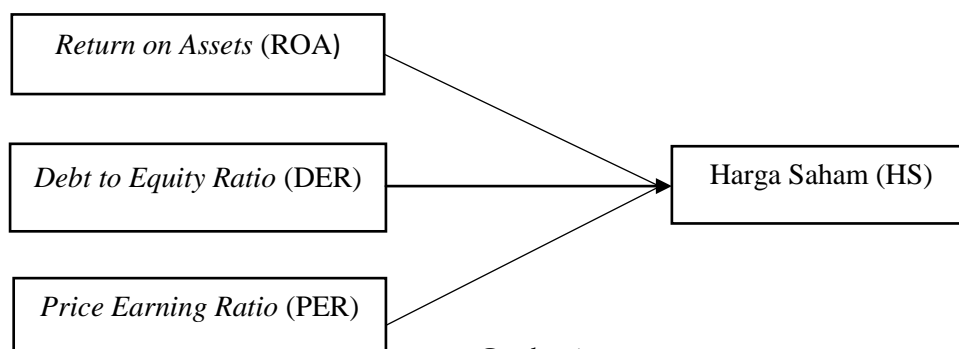 Return on Assets (ROA)
Debt to Equity Ratio (DER)
Harga Saham (HS)
Price Earning Ratio (PER)